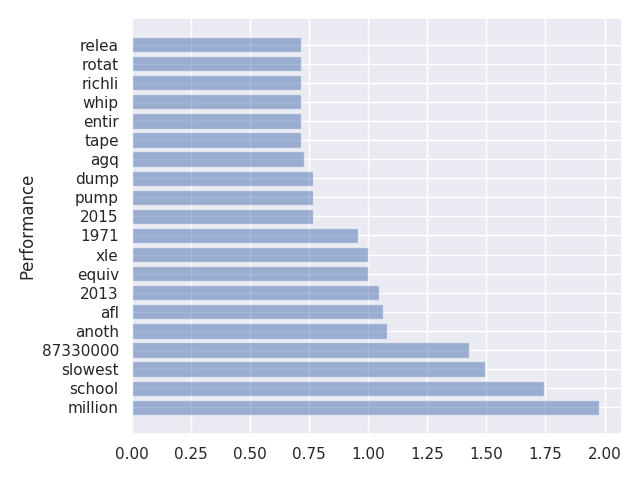 relea
rotat
richli
whip
entir
tape
agq
dump
pump
2015
1971
xle
equiv
2013
afl
anoth
87330000
slowest
school
million
Performance
0.00 0.25 0.50 0.75 1.00 1.25 1.50 1.75 2.00